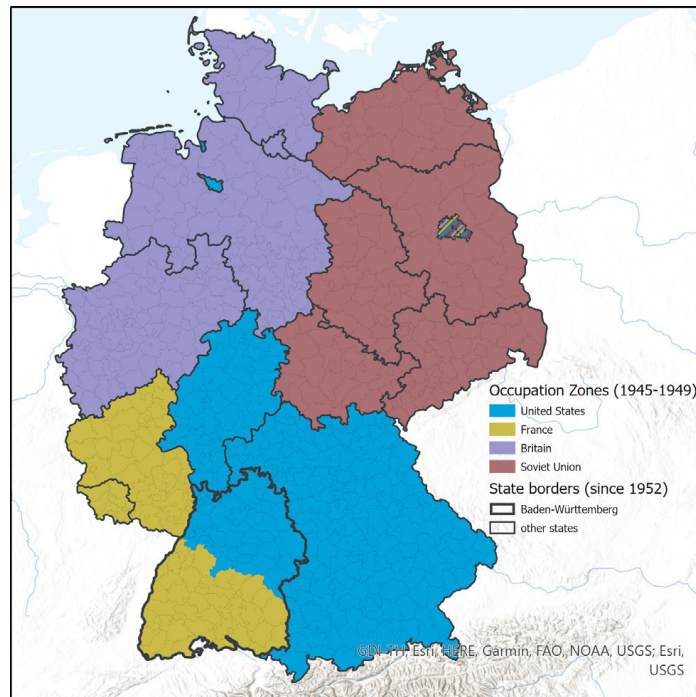 Occupation Zones (1945-1949)
United States
France
Britain
Soviet Union
State borders (since 1952)
Baden-Württemberg
other states
GDI-TH, Esri, HERE, Garmin, FAO, NOAA, USGS; Esri,
USGS